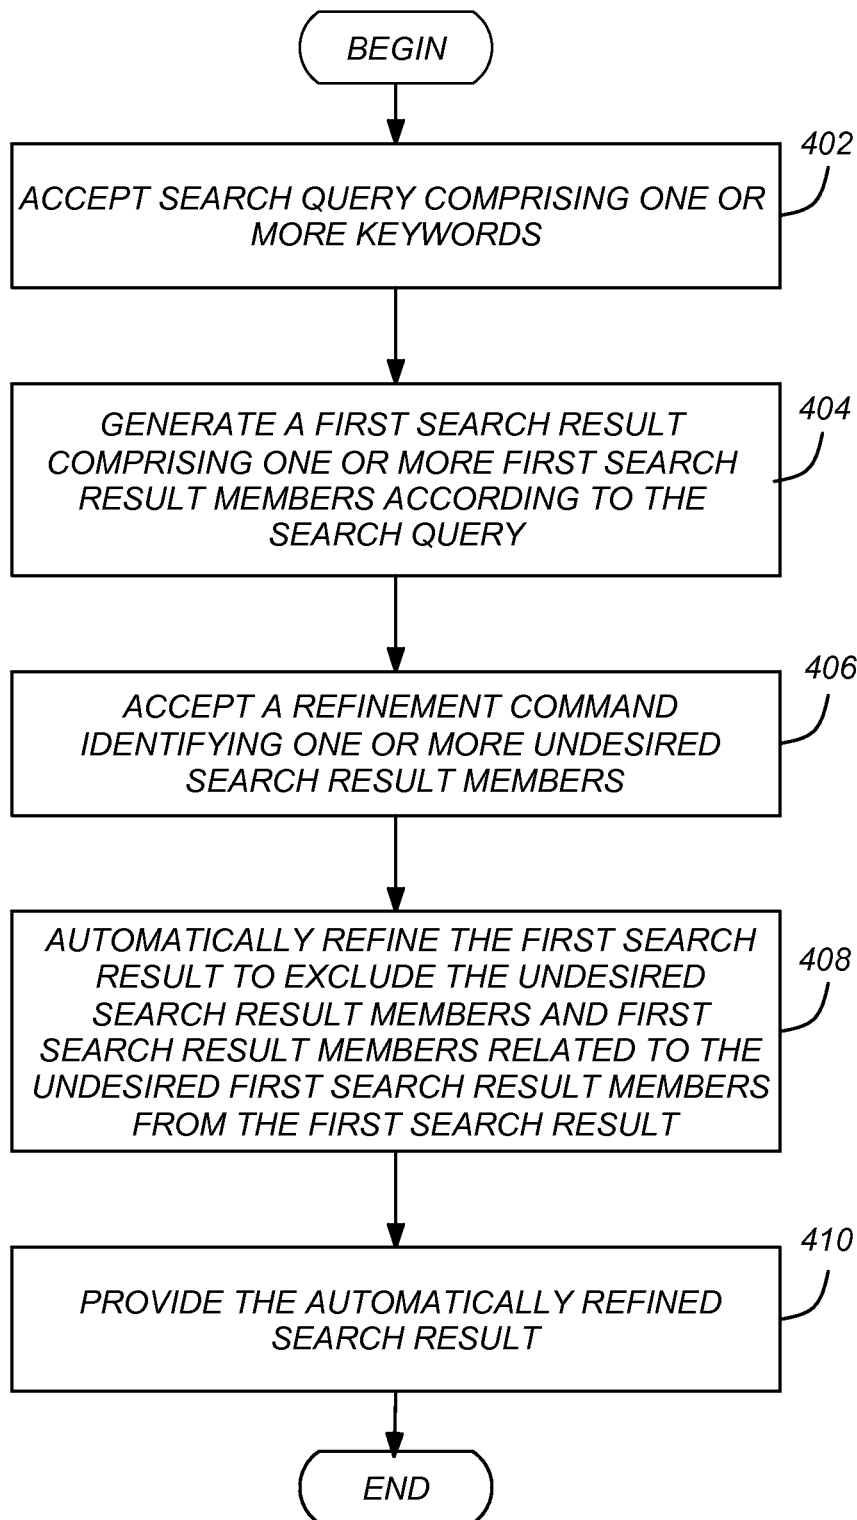 BEGIN
402
ACCEPT SEARCH QUERY COMPRISING ONE OR
MORE KEYWORDS
404
GENERATE A FIRST SEARCH RESULT
COMPRISING ONE OR MORE FIRST SEARCH
RESULT MEMBERS ACCORDING TO THE
SEARCH QUERY
406
ACCEPT A REFINEMENT COMMAND
IDENTIFYING ONE OR MORE UNDESIRED
SEARCH RESULT MEMBERS
408
AUTOMATICALLY REFINE THE FIRST SEARCH
RESULT TO EXCLUDE THE UNDESIRED
SEARCH RESULT MEMBERS AND FIRST
SEARCH RESULT MEMBERS RELATED TO THE
UNDESIRED FIRST SEARCH RESULT MEMBERS
FROM THE FIRST SEARCH RESULT
410
PROVIDE THE AUTOMATICALLY REFINED
SEARCH RESULT
END